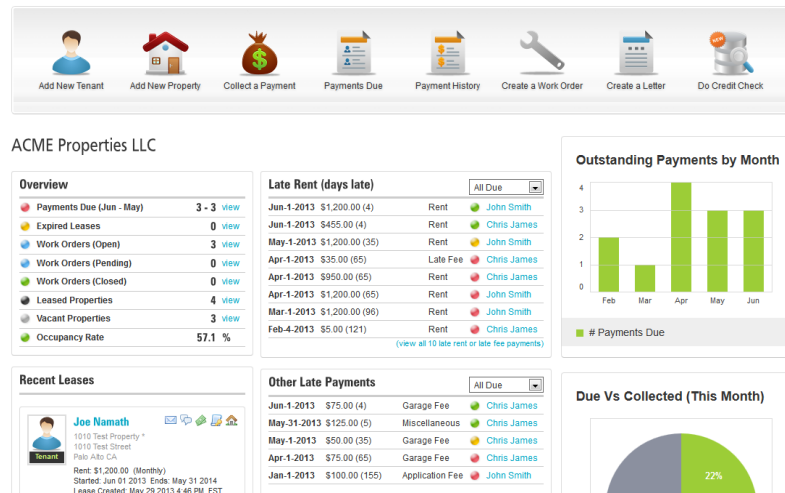 NEW
Add New Tenant Add New Property Collect a Payment Payments Due Payment History Create a Work Order Create a Letter Do Credit Check
ACME Properties LLC
Overview
Payments Due (Jun - May) 3 - 3 view
Expired Leases 0 view
Work Orders (Open) 3 view
Work Orders (Pending) 0 view
Work Orders (Closed) 0 view
Leased Properties 4 view
Vacant Properties 3 view
Occupancy Rate 57.1 %
Late Rent (days late) All Due
Jun-1-2013 $1,200.00 (4) Rent John Smith
Jun-1-2013 $455.00 (4) Rent Chris James
May-1-2013 $1,200.00 (35) Rent John Smith
Apr-1-2013 $35.00 (65) Late Fee Chris James
Apr-1-2013 $950.00 (65) Rent Chris James
Apr-1-2013 $1,200.00 (65) Rent John Smith
Mar-1-2013 $1,200.00 (96) Rent John Smith
Feb-4-2013 $5.00 (121) Rent Chris James
(view all 10 late rent or late fee payments)
Outstanding Payments by Month
4
3
2
1
0
Feb Mar Apr May Jun
# Payments Due
Recent Leases
Joe Namath
1010 Test Property *
1010 Test Street
Palo Alto CA
Tenant
Rent: $1,200.00 (Monthly)
Started: Jun 01 2013 Ends: May 31 2014
Lease Created: May 29 2013 4:46 PM EST
Other Late Payments All Due
Jun-1-2013 $75.00 (4) Garage Fee Chris James
May-31-2013 $125.00 (5) Miscellaneous Chris James
May-1-2013 $50.00 (35) Garage Fee Chris James
Apr-1-2013 $75.00 (65) Garage Fee Chris James
Jan-1-2013 $100.00 (155) Application Fee John Smith
Due Vs Collected (This Month)
22%